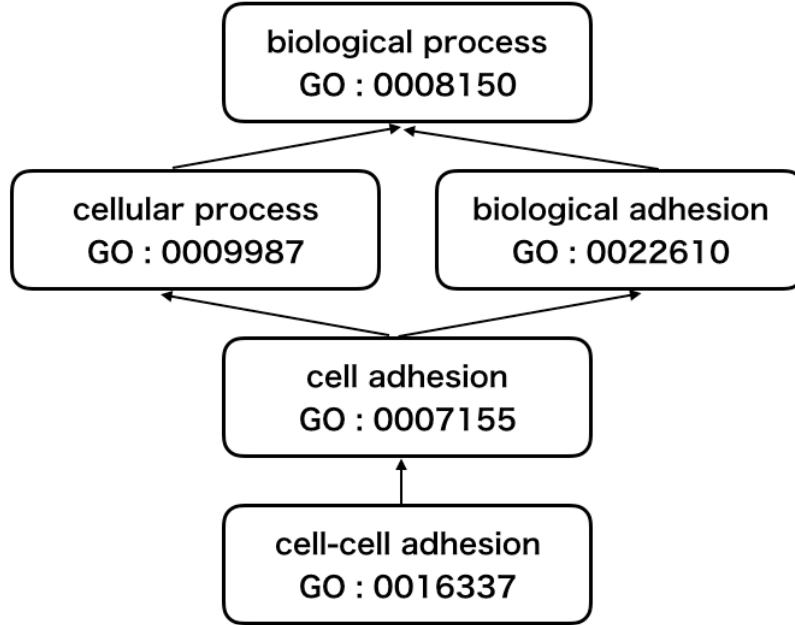 biological process
GO : 0008150
cellular process
GO : 0009987
biological adhesion
GO : 0022610
cell adhesion
GO : 0007155
cell-cell adhesion
GO : 0016337